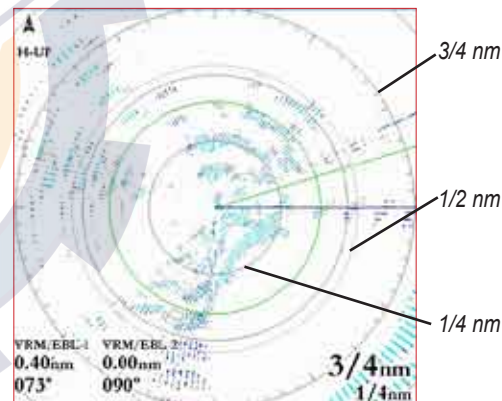 A
H-UP
3/4 nm
1/2 nm
1/4 nm
VRM/EBL 1 VRM/EBL 2
0.40nm 0.00nm
073° 090°
3/4nm
1/4nm